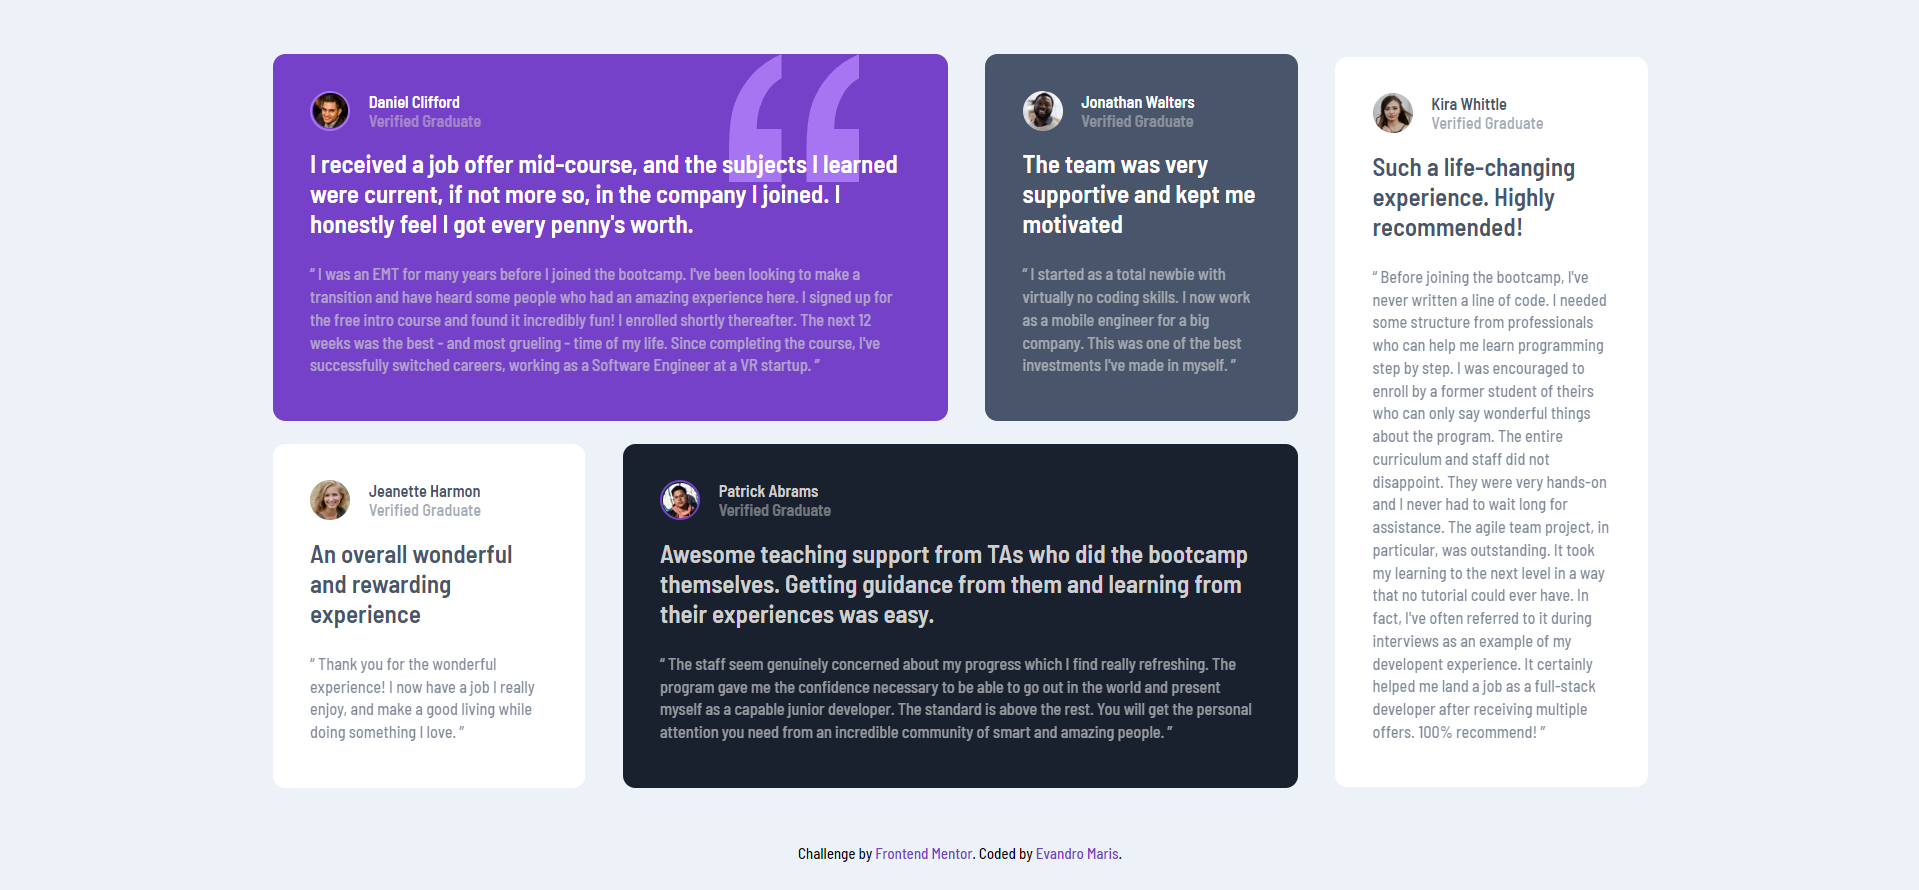 Daniel Clifford
Verified Graduate
I received a job offer mid-course, and the subjects I learned
were current, if not more so, in the company I joined. I
honestly feel I got every penny's worth.
“ I was an EMT for many years before I joined the bootcamp. I've been looking to make a
transition and have heard some people who had an amazing experience here. I signed up for
the free intro course and found it incredibly fun! I enrolled shortly thereafter. The next 12
weeks was the best - and most grueling - time of my life. Since completing the course, I've
successfully switched careers, working as a Software Engineer at a VR startup. ”
Jonathan Walters
Verified Graduate
The team was very
supportive and kept me
motivated
“ I started as a total newbie with
virtually no coding skills. I now work
as a mobile engineer for a big
company. This was one of the best
investments I've made in myself. ”
Kira Whittle
Verified Graduate
Such a life-changing
experience. Highly
recommended!
“ Before joining the bootcamp, I've
never written a line of code. I needed
some structure from professionals
who can help me learn programming
step by step. I was encouraged to
enroll by a former student of theirs
who can only say wonderful things
about the program. The entire
curriculum and staff did not
disappoint. They were very hands-on
and I never had to wait long for
assistance. The agile team project, in
particular, was outstanding. It took
my learning to the next level in a way
that no tutorial could ever have. In
fact, I've often referred to it during
interviews as an example of my
developent experience. It certainly
helped me land a job as a full-stack
developer after receiving multiple
offers. 100% recommend! ”
Jeanette Harmon
Verified Graduate
An overall wonderful
and rewarding
experience
“ Thank you for the wonderful
experience! I now have a job I really
enjoy, and make a good living while
doing something I love. ”
Patrick Abrams
Verified Graduate
Awesome teaching support from TAs who did the bootcamp
themselves. Getting guidance from them and learning from
their experiences was easy.
“ The staff seem genuinely concerned about my progress which I find really refreshing. The
program gave me the confidence necessary to be able to go out in the world and present
myself as a capable junior developer. The standard is above the rest. You will get the personal
attention you need from an incredible community of smart and amazing people. ”
Challenge by Frontend Mentor. Coded by Evandro Maris.